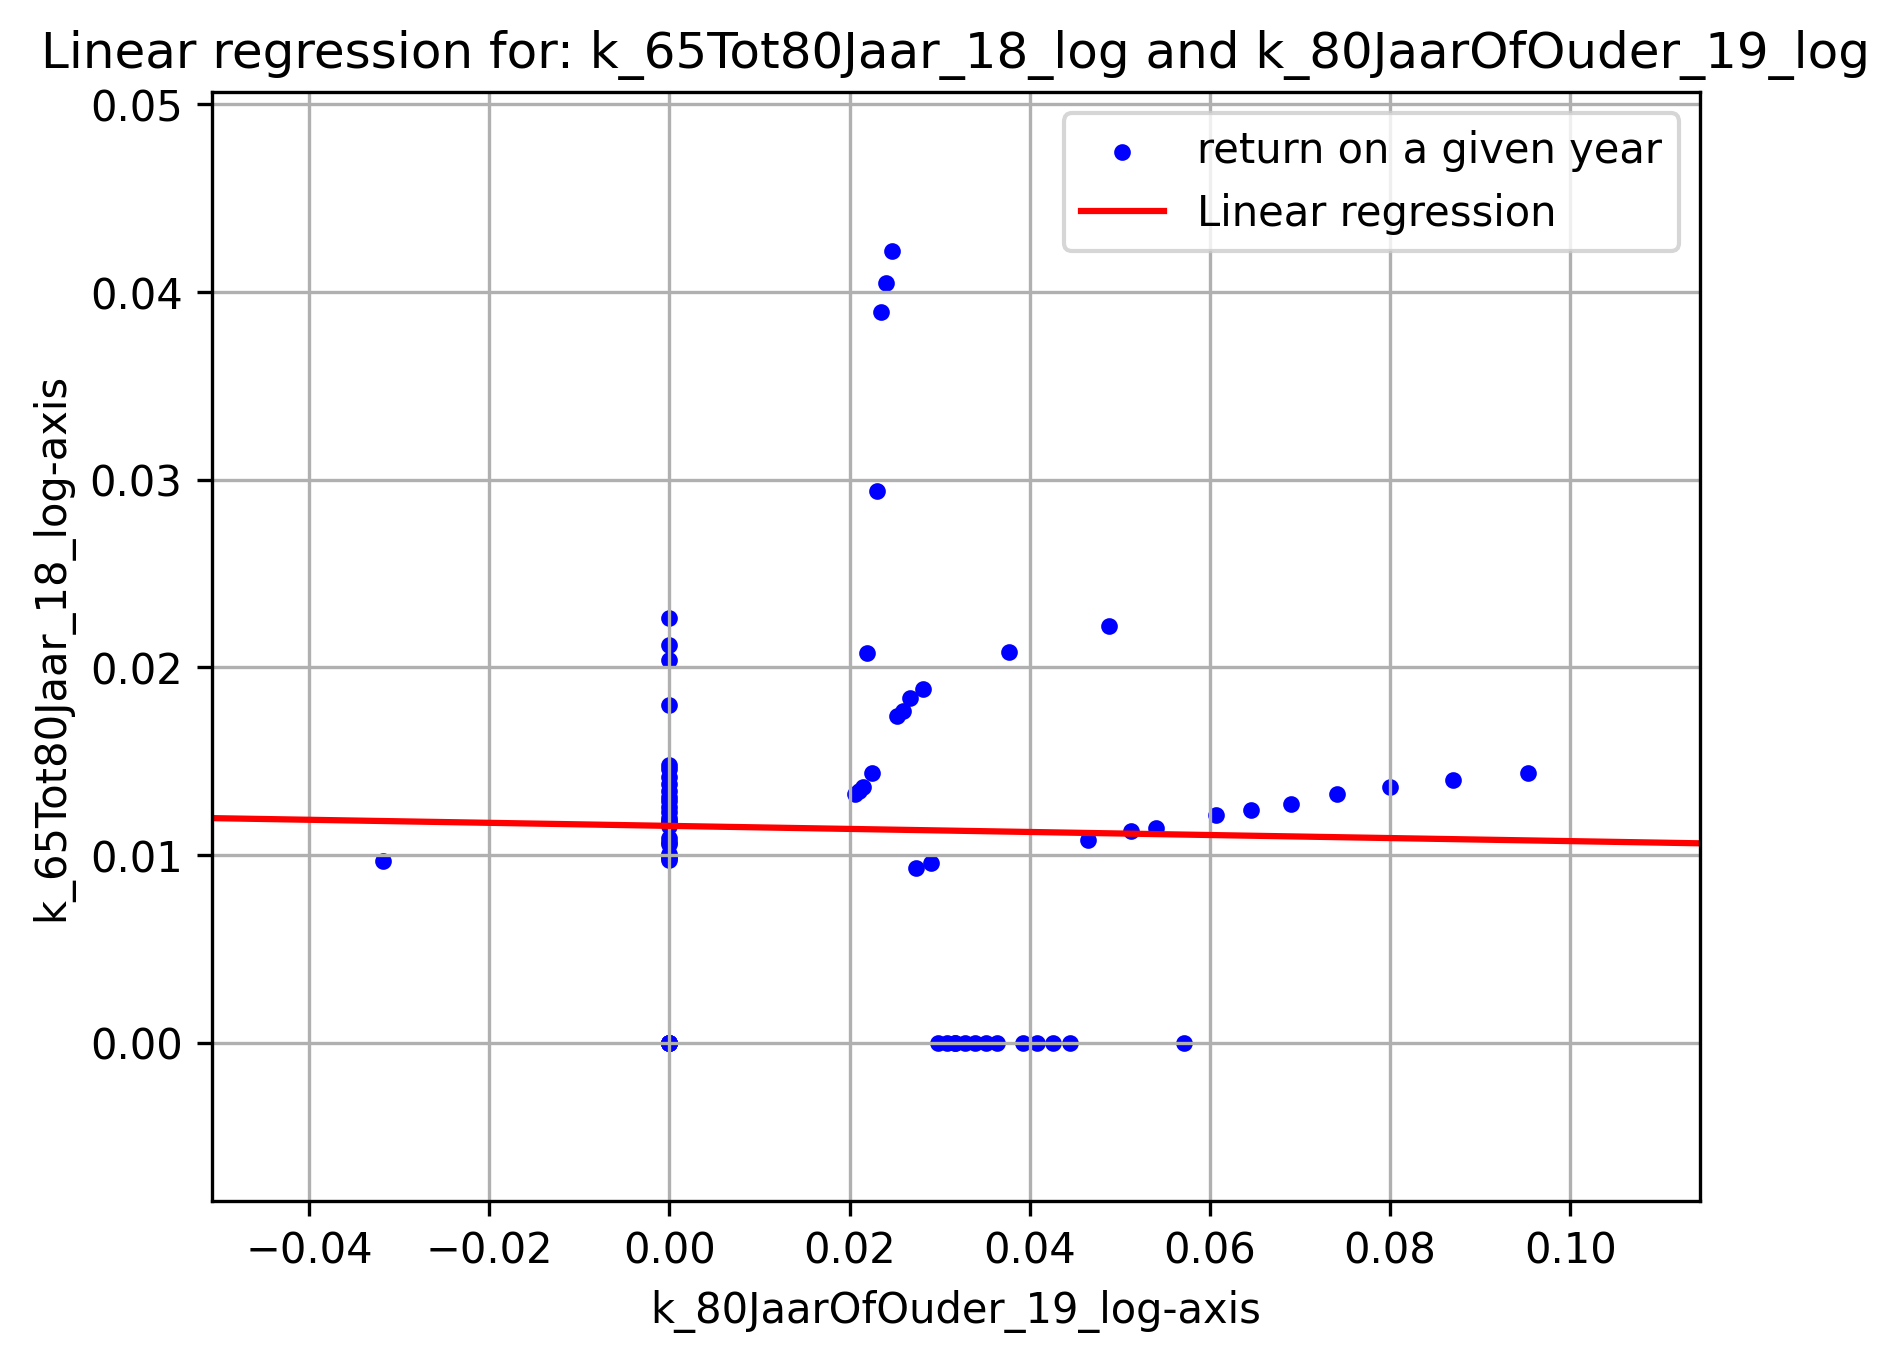 Linear regression for: k_65Tot80Jaar_18_log and k_80JaarOfOuder_19_log
return on a given year
Linear regression
0.05
0.04
0.03
0.02
0.01
0.00
k_65Tot80Jaar_18_log-axis
−0.04 −0.02 0.00 0.02 0.04 0.06 0.08 0.10
k_80JaarOfOuder_19_log-axis